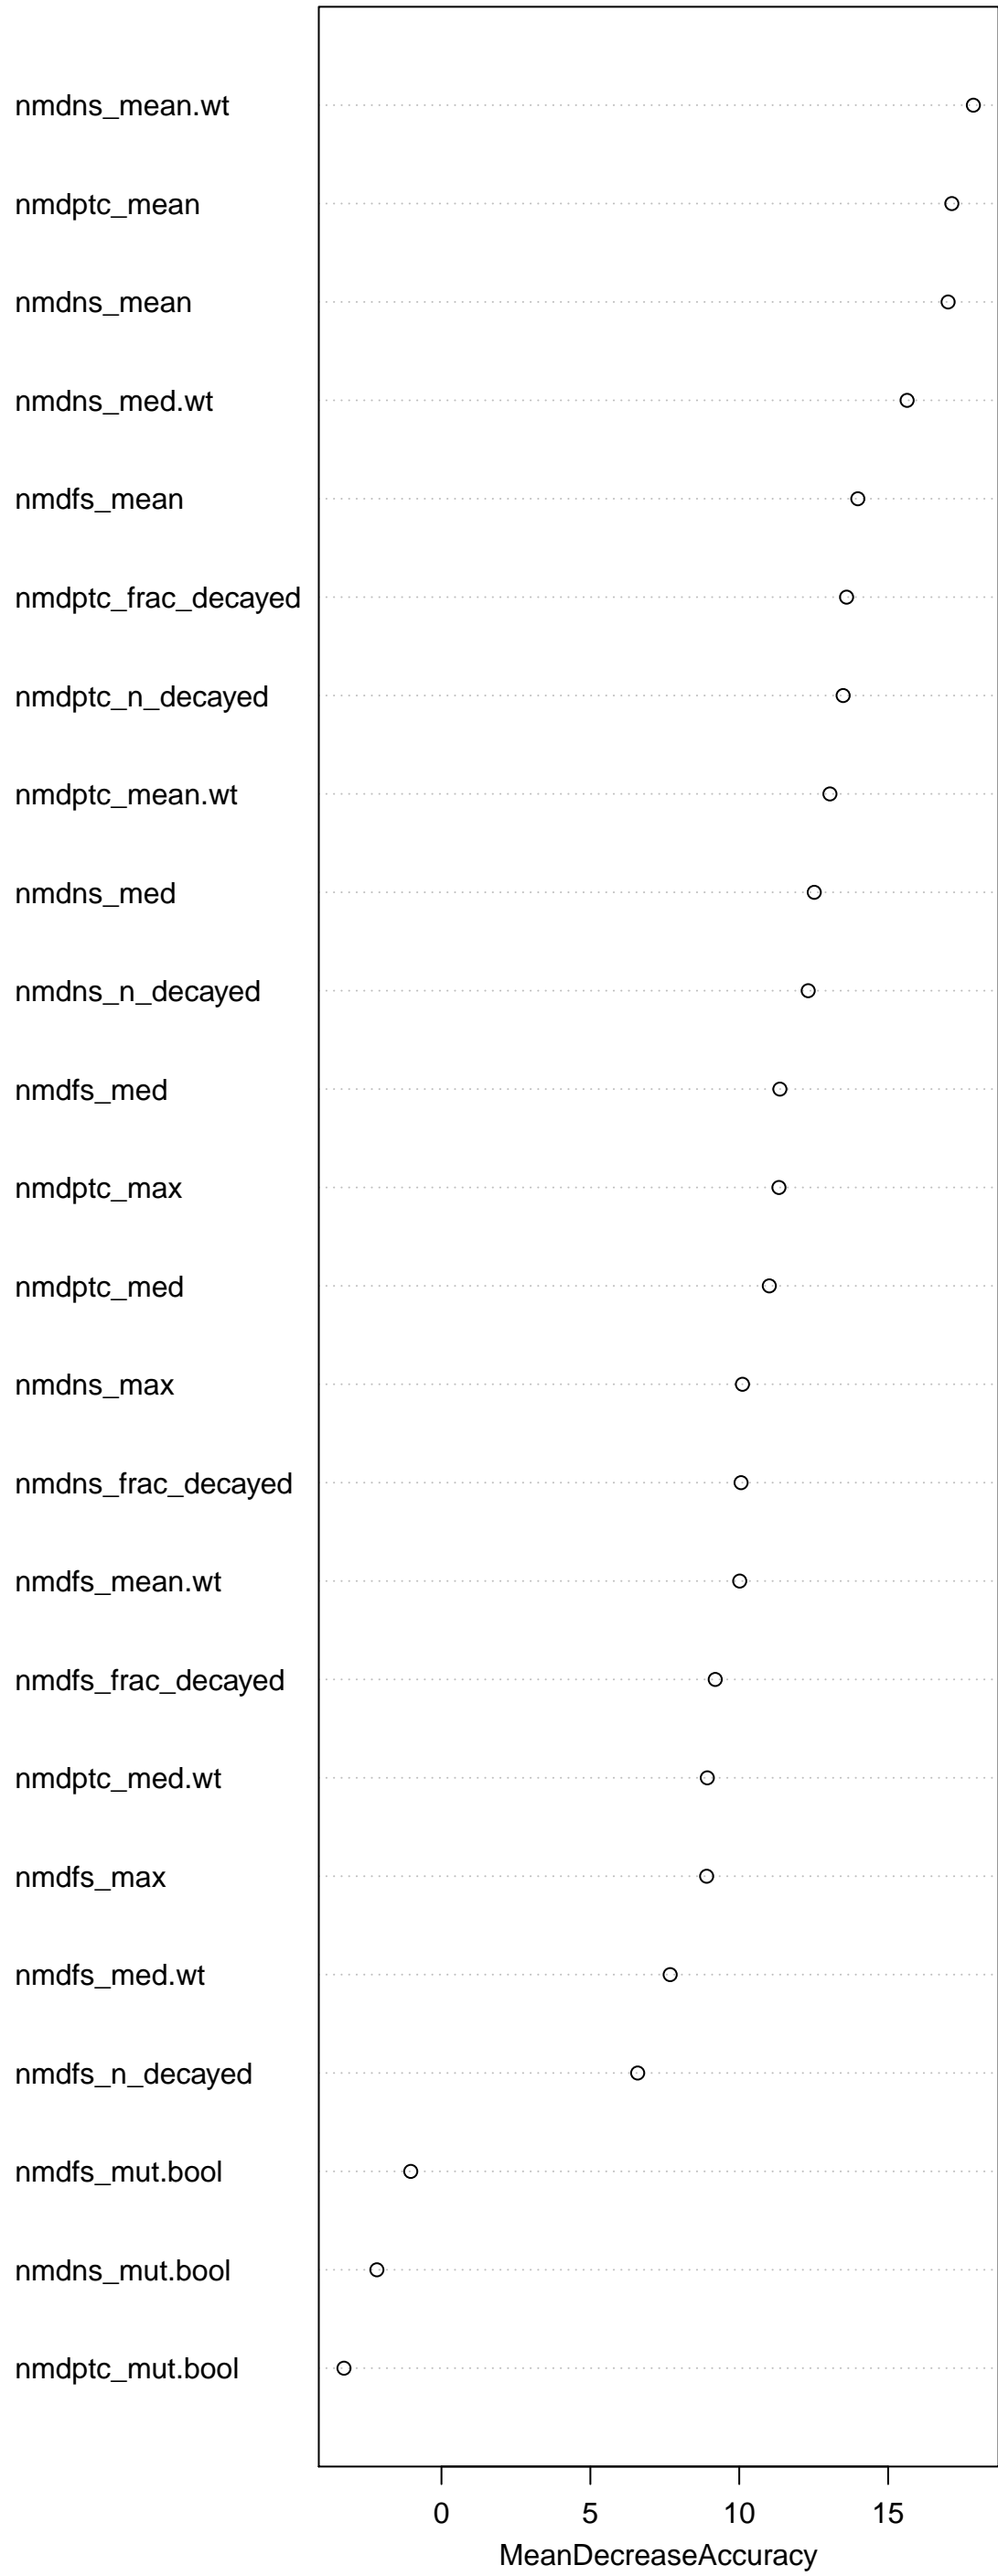 nmdns_mean.wt
nmdptc_mean
nmdns_mean
nmdns_med.wt
nmdfs_mean
nmdptc_frac_decayed
nmdptc_n_decayed
nmdptc_mean.wt
nmdns_med
nmdns_n_decayed
nmdfs_med
nmdptc_max
nmdptc_med
nmdns_max
nmdns_frac_decayed
nmdfs_mean.wt
nmdfs_frac_decayed
nmdptc_med.wt
nmdfs_max
nmdfs_med.wt
nmdfs_n_decayed
nmdfs_mut.bool
nmdns_mut.bool
nmdptc_mut.bool
0 5 10 15
MeanDecreaseAccuracy